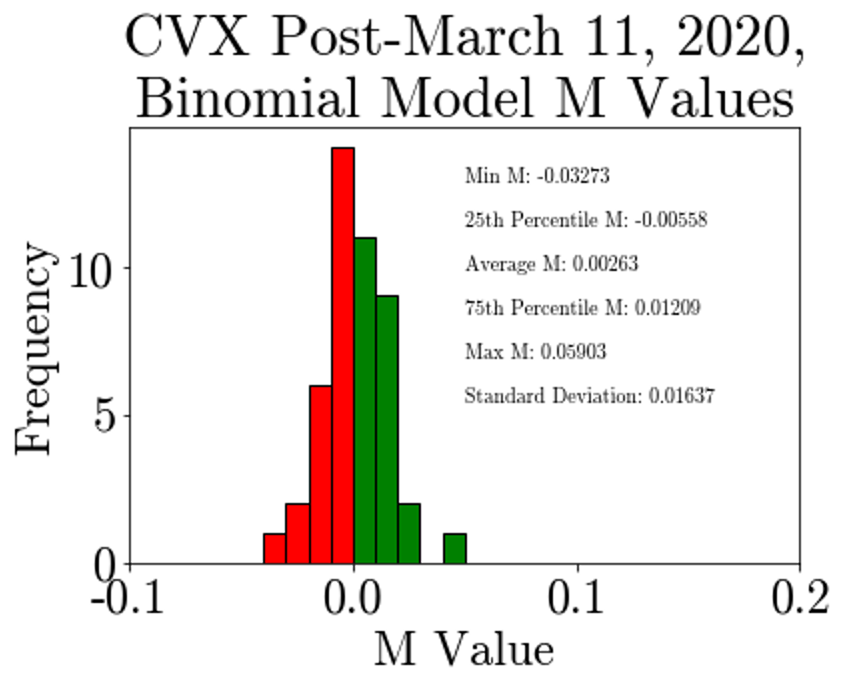 CVX Post-March 11, 2020,
Binomial Model M Values
Min M: -0.03273
25th Percentile M: -0.00558
Average M: 0.00263
75th Percentile M: 0.01209
Max M: 0.05903
Standard Deviation: 0.01637
Frequency
10
5
0
-0.1 0.0 0.1 0.2
M Value